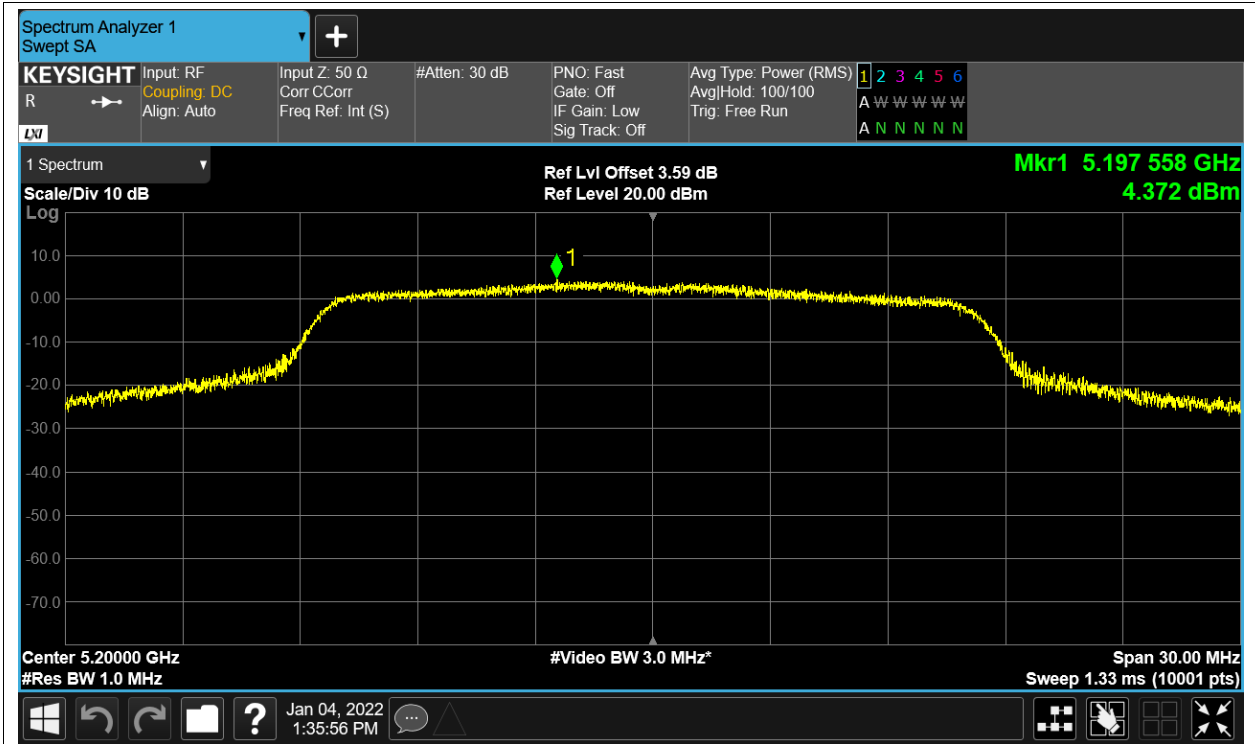 Spectrum Analyzer 1
Swept SA
KEYSIGHT
R
LXI
Input: RF
Coupling: DC
Align: Auto
Input Z: 50 Ω
Corr CCorr
Freq Ref: Int (S)
#Atten: 30 dB
PNO: Fast
Gate: Off
IF Gain: Low
Sig Track: Off
Avg Type: Power (RMS)
Avg|Hold: 100/100
Trig: Free Run
1 2 3 4 5 6
A W W W W W
A N N N N N
1 Spectrum
Scale/Div 10 dB
Log
Ref Lvl Offset 3.59 dB
Ref Level 20.00 dBm
Mkr1 5.197 558 GHz
4.372 dBm
1
10.0
0.00
-10.0
-20.0
-30.0
-40.0
-50.0
-60.0
-70.0
Center 5.20000 GHz
#Res BW 1.0 MHz
#Video BW 3.0 MHz*
Span 30.00 MHz
Sweep 1.33 ms (10001 pts)
?
Jan 04, 2022
1:35:56 PM